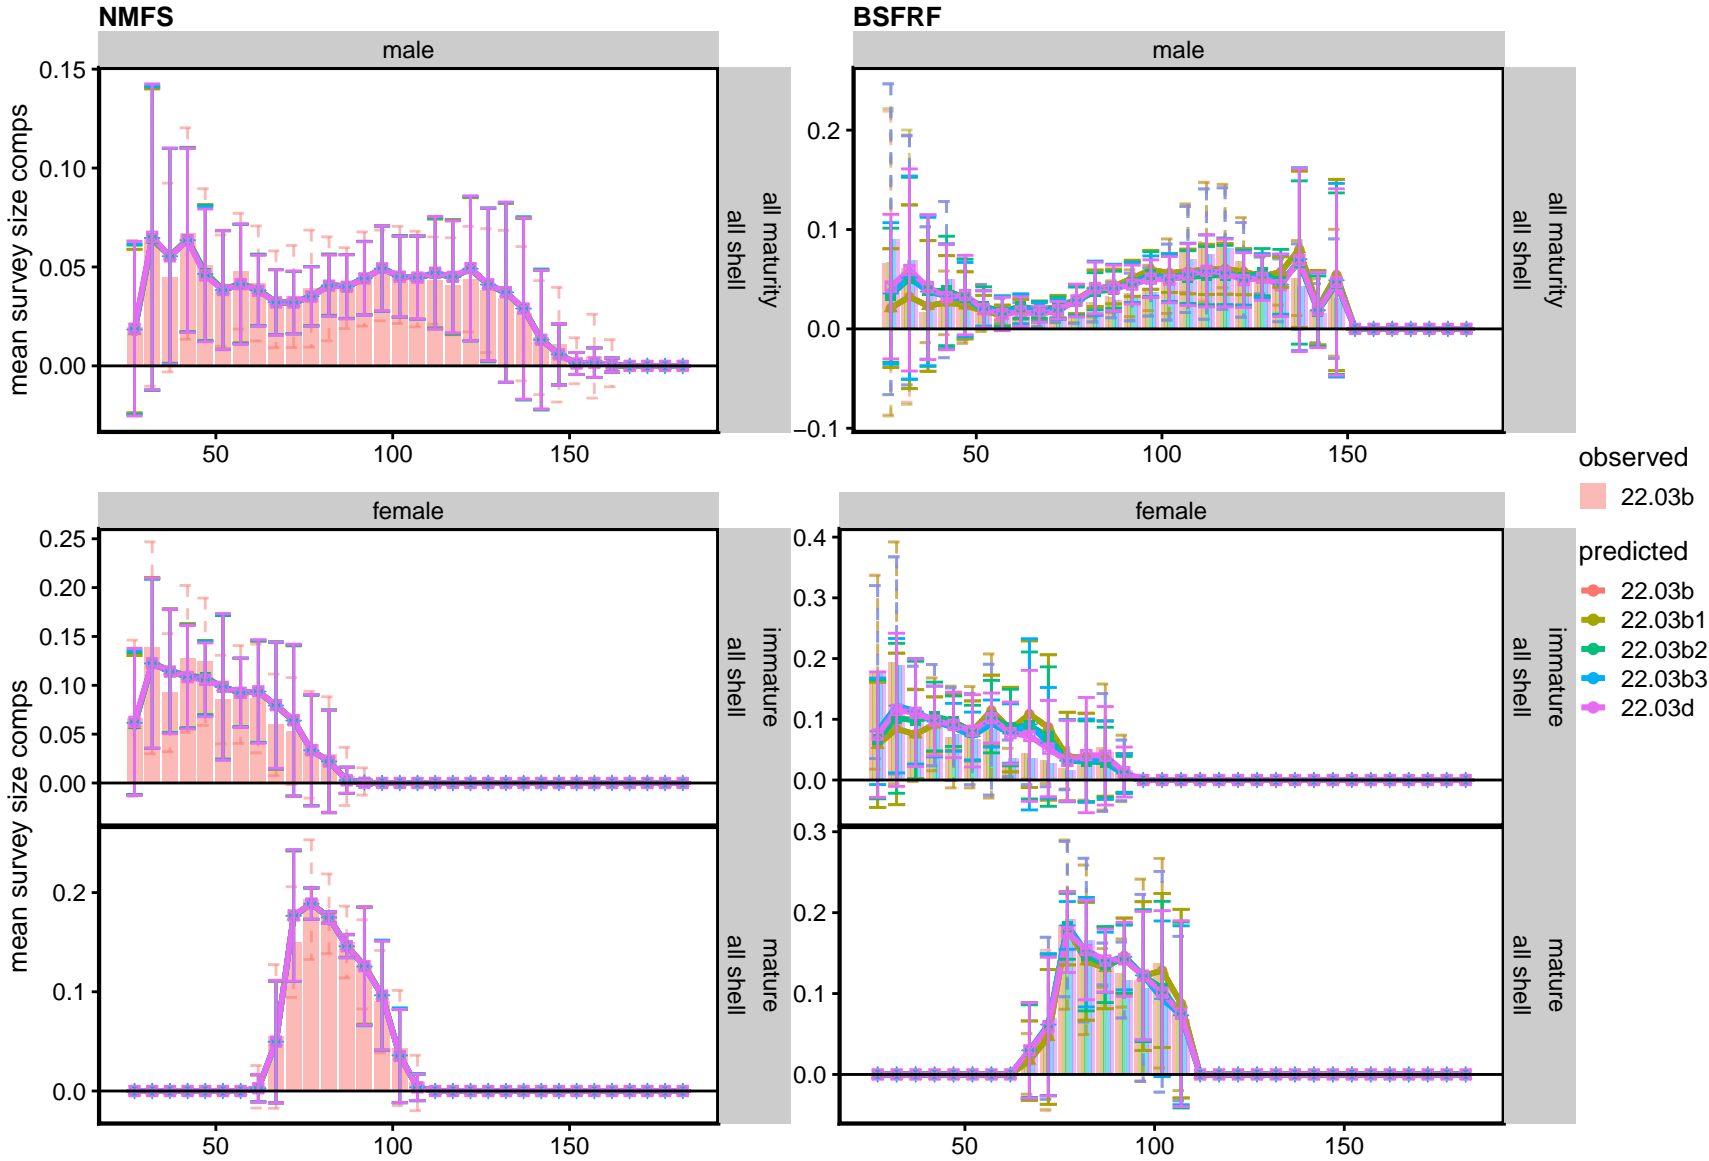 NMFS
BSFRF
male
male
mean survey size comps
0.15
0.10
0.05
0.00
50
100
150
all maturity
all shell
0.2
0.1
0.0
−0.1
50
100
150
all maturity
all shell
female
female
mean survey size comps
0.25
0.20
0.15
0.10
0.05
0.00
immature
all shell
0.4
0.3
0.2
0.1
0.0
immature
all shell
mean survey size comps
0.2
0.1
0.0
50
100
150
mature
all shell
0.3
0.2
0.1
0.0
50
100
150
mature
all shell
observed
22.03b
predicted
22.03b
22.03b1
22.03b2
22.03b3
22.03d